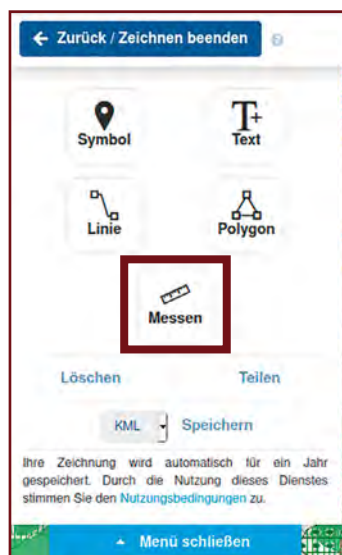 Zurück / Zeichnen beenden
Symbol
Text
Linie
Polygon
Messen
Löschen
Teilen
KML
Speichern
Ihre Zeichnung wird automatisch für ein Jahr
gespeichert. Durch die Nutzung dieses Dienstes
stimmen Sie den Nutzungsbedingungen zu.
Menü schließen